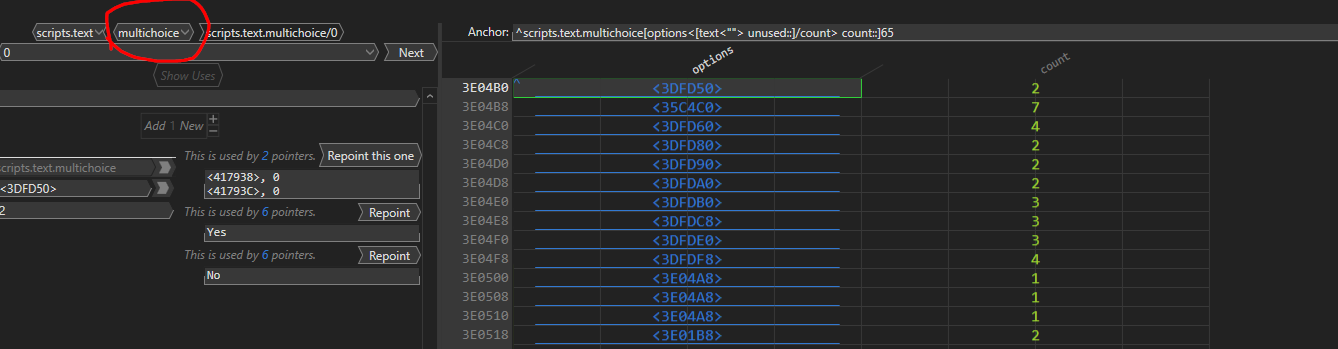 scripts.text multichoice scripts.text.multichoice/0
0 Next
Show Uses
Add 1 New + −
scripts.text.multichoice
This is used by 2 pointers. Repoint this one
<3DFD50>
<417938>, 0
<41793C>, 0
2
This is used by 6 pointers. Repoint
Yes
This is used by 6 pointers. Repoint
No
Anchor: ^scripts.text.multichoice[options<[text<""> unused::]/count> count::]65
options count
3E04B0 ^ <3DFD50> 2
3E04B8 <35C4C0> 7
3E04C0 <3DFD60> 4
3E04C8 <3DFD80> 2
3E04D0 <3DFD90> 2
3E04D8 <3DFDA0> 2
3E04E0 <3DFDB0> 3
3E04E8 <3DFDC8> 3
3E04F0 <3DFDE0> 3
3E04F8 <3DFDF8> 4
3E0500 <3E04A8> 1
3E0508 <3E04A8> 1
3E0510 <3E04A8> 1
3E0518 <3E01B8> 2